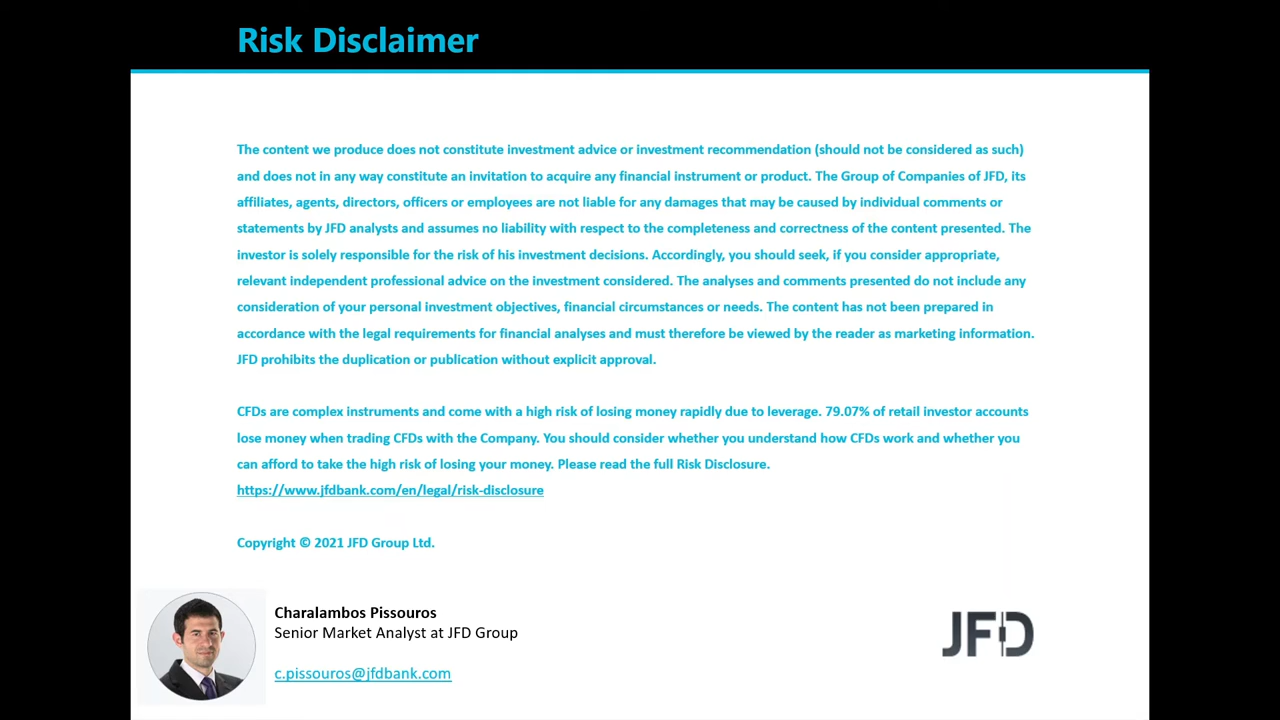 Risk Disclaimer
The content we produce does not constitute investment advice or investment recommendation (should not be considered as such)
and does not in any way constitute an invitation to acquire any financial instrument or product. The Group of Companies of JFD, its
affiliates, agents, directors, officers or employees are not liable for any damages that may be caused by individual comments or
statements by JFD analysts and assumes no liability with respect to the completeness and correctness of the content presented. The
investor is solely responsible for the risk of his investment decisions. Accordingly, you should seek, if you consider appropriate,
relevant independent professional advice on the investment considered. The analyses and comments presented do not include any
consideration of your personal investment objectives, financial circumstances or needs. The content has not been prepared in
accordance with the legal requirements for financial analyses and must therefore be viewed by the reader as marketing information.
JFD prohibits the duplication or publication without explicit approval.
CFDs are complex instruments and come with a high risk of losing money rapidly due to leverage. 79.07% of retail investor accounts
lose money when trading CFDs with the Company. You should consider whether you understand how CFDs work and whether you
can afford to take the high risk of losing your money. Please read the full Risk Disclosure.
https://www.jfdbank.com/en/legal/risk-disclosure
Copyright © 2021 JFD Group Ltd.
Charalambos Pissouros
Senior Market Analyst at JFD Group
c.pissouros@jfdbank.com
JFD